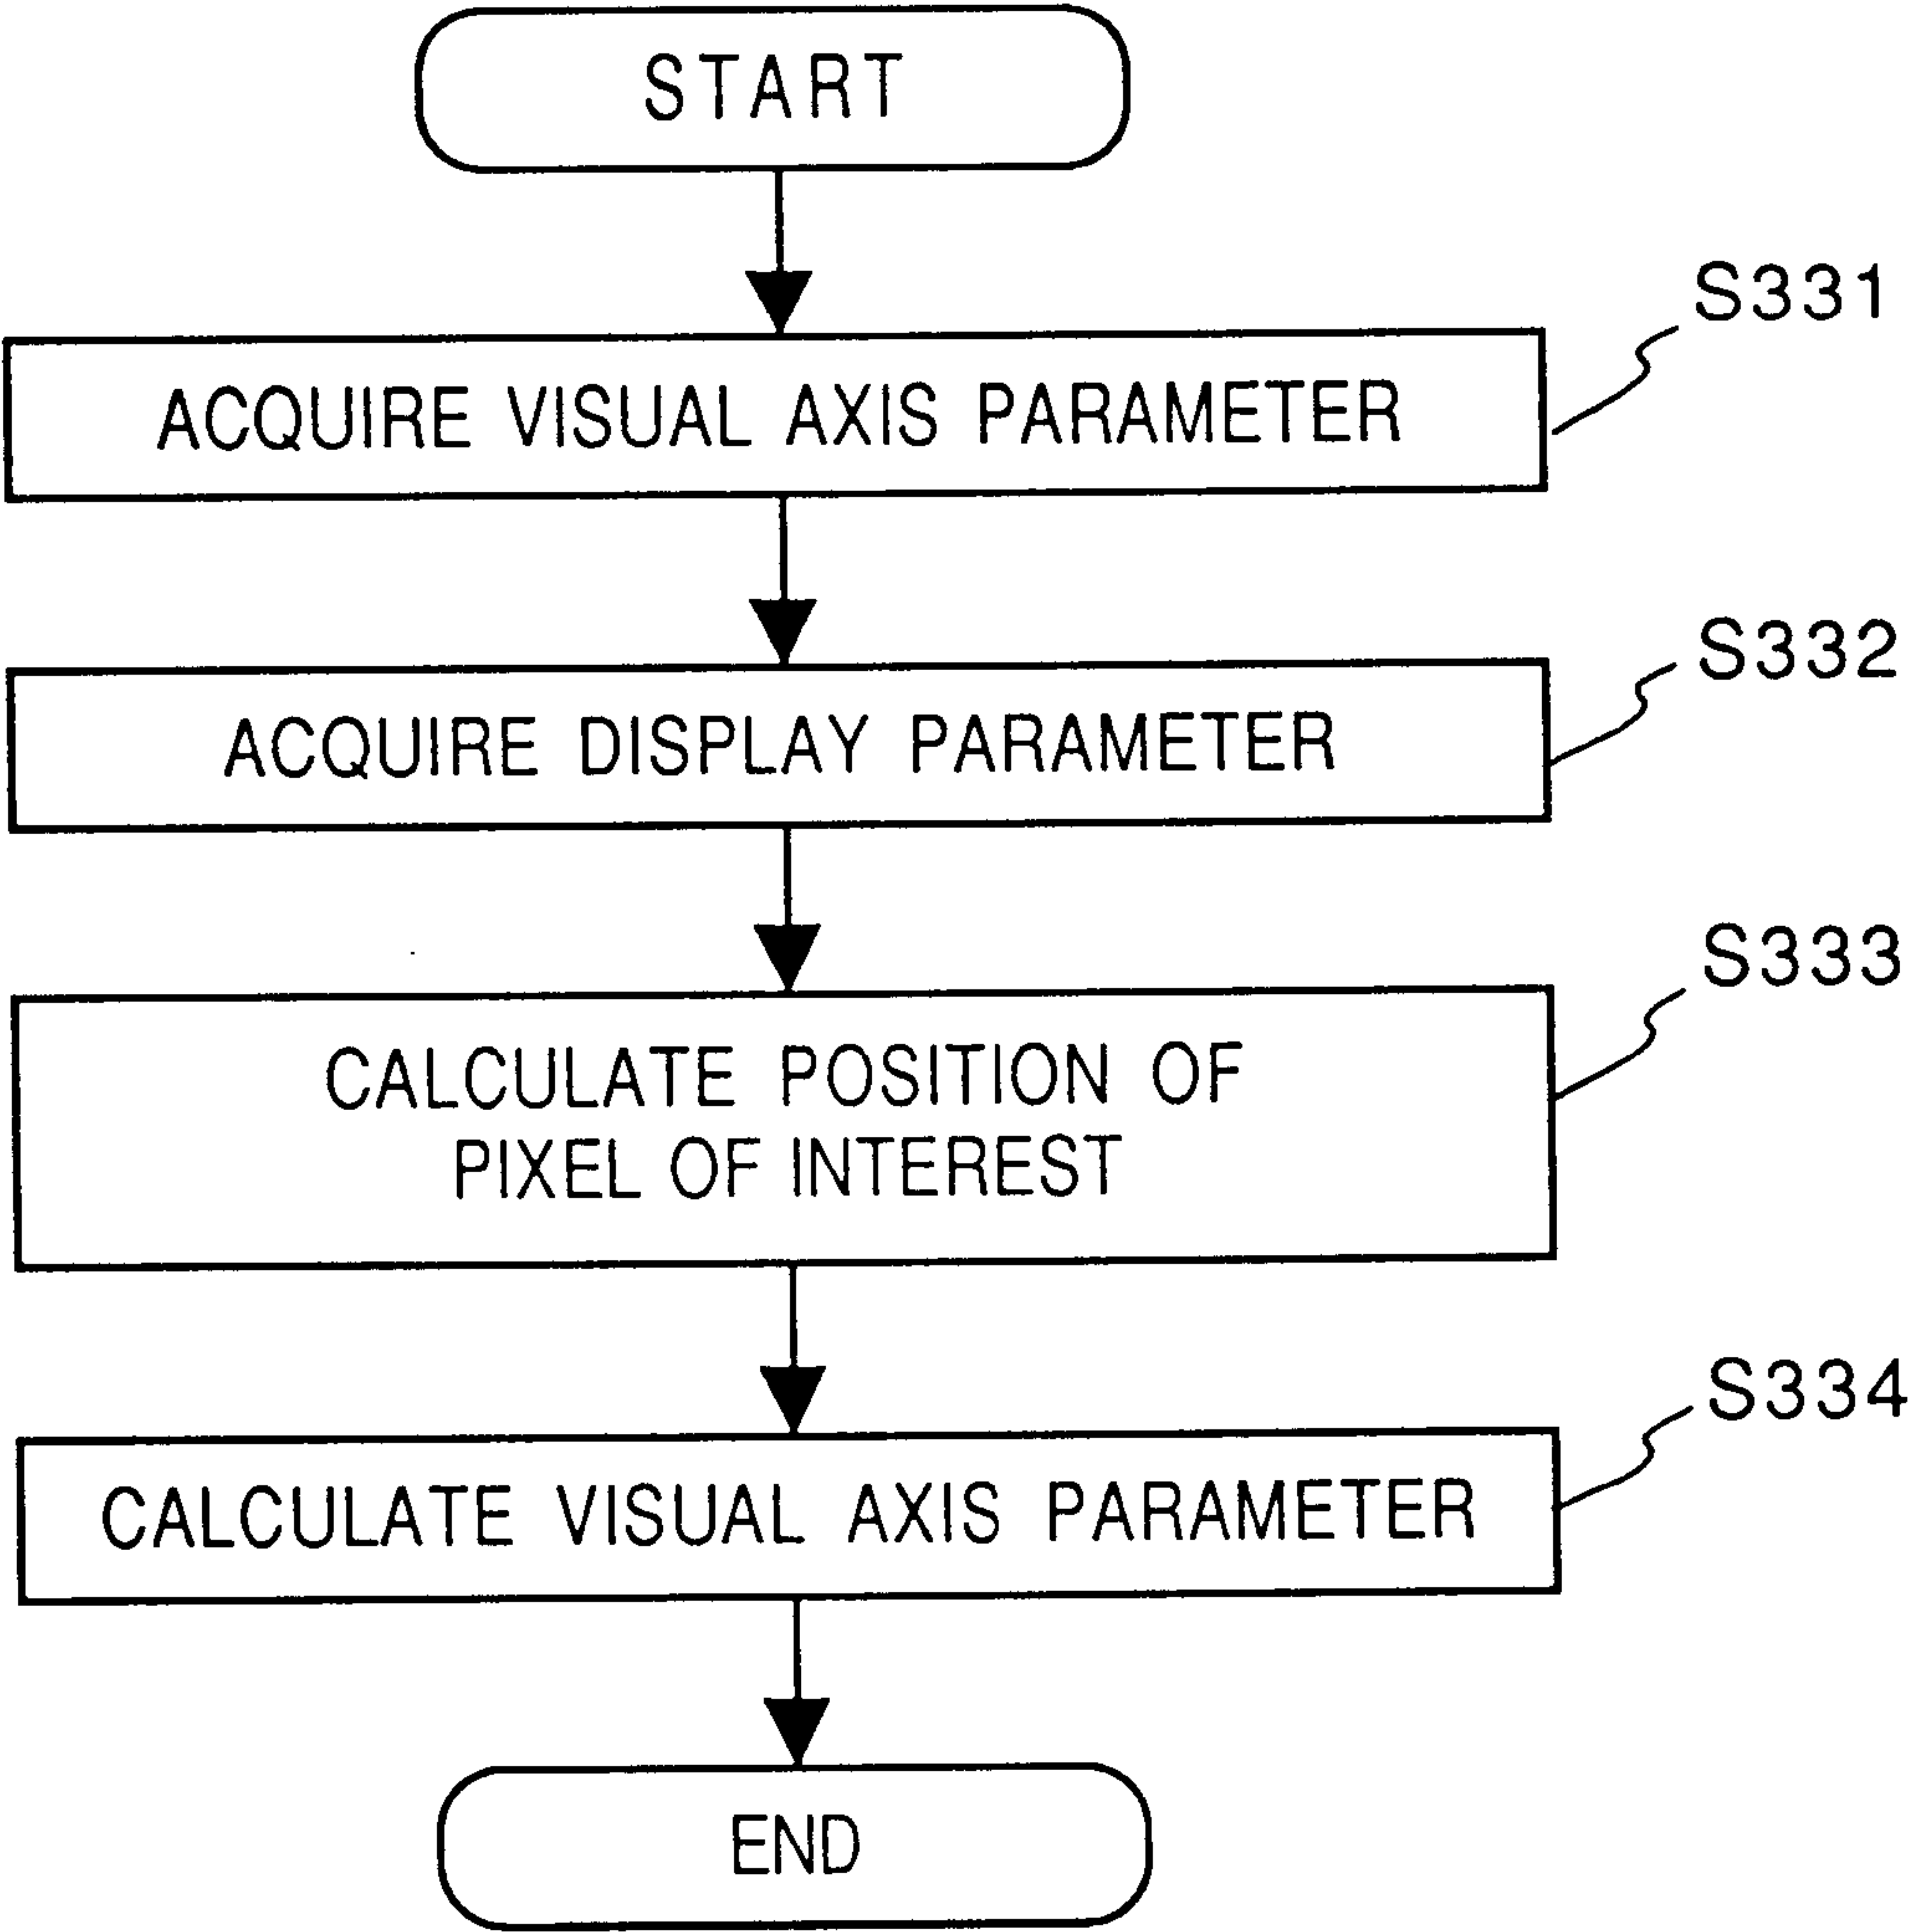 START
S331
ACQUIRE VISUAL AXIS PARAMETER
S332
ACQUIRE DISPLAY PARAMETER
S333
CALCULATE POSITION OF
PIXEL OF INTEREST
S334
CALCULATE VISUAL AXIS PARAMETER
END